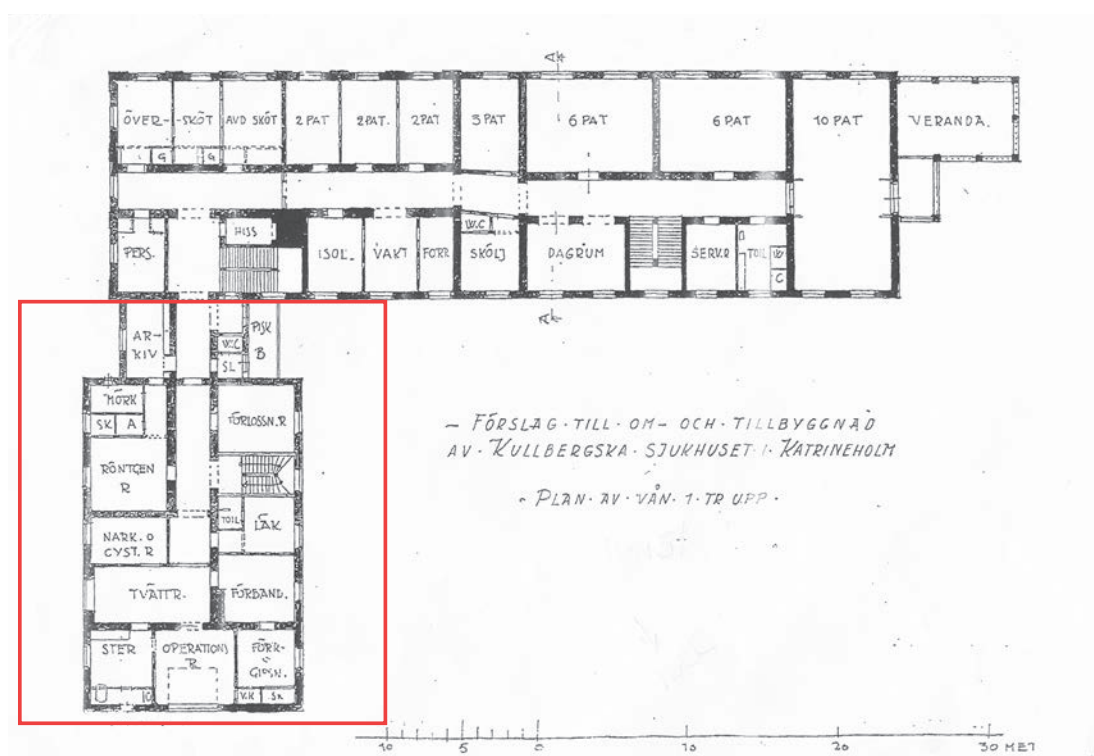 ÖVER-
-SKÖT
AVD SKÖT
2 PAT
2 PAT.
2 PAT
3 PAT
6 PAT
6 PAT
10 PAT
VERANDA.
G
G
PERS.
HISS
ISOL.
VAKT
FÖRR
W.C
SKÖLJ
DAGRUM
SERV.R
TOIL
W
C
AR-
KIV
W.C
SL
PISK
B
MÖRK
SK
A
FÖRLOSSN.R
RÖNTGEN
R
TOIL
LÄK
NARK. O
CYST. R
TVÄTTR.
FÖRBAND.
STER
OPERATIONS
R
FÖRR-
GIPSN.
V.K
SK
- FÖRSLAG · TILL · OM- OCH · TILLBYGGNAD
AV · KULLBERGSKA · SJUKHUSET · I · KATRINEHOLM
· PLAN · AV · VÅN · 1 · TR UPP ·
10 5 0 10 20 30 MET